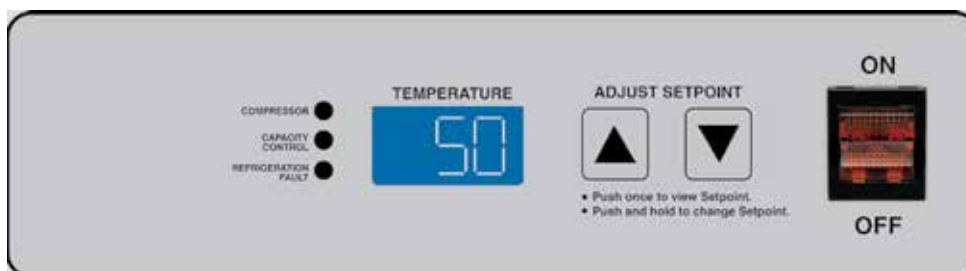 COMPRESSOR
CAPACITY
CONTROL
REFRIGERATION
FAULT
TEMPERATURE
50
ADJUST SETPOINT
• Push once to view Setpoint.
• Push and hold to change Setpoint.
ON
OFF